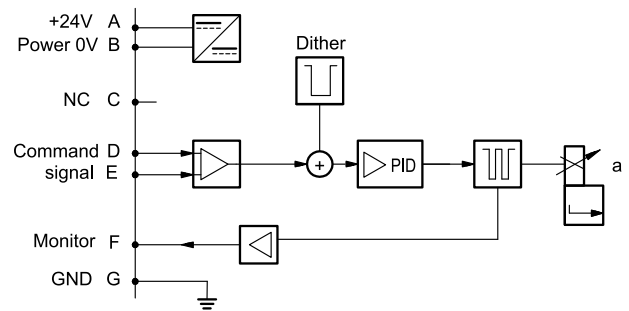 +24V A
Power 0V B
Dither
NC C
Command D
signal E
+
PID
a
Monitor F
GND G